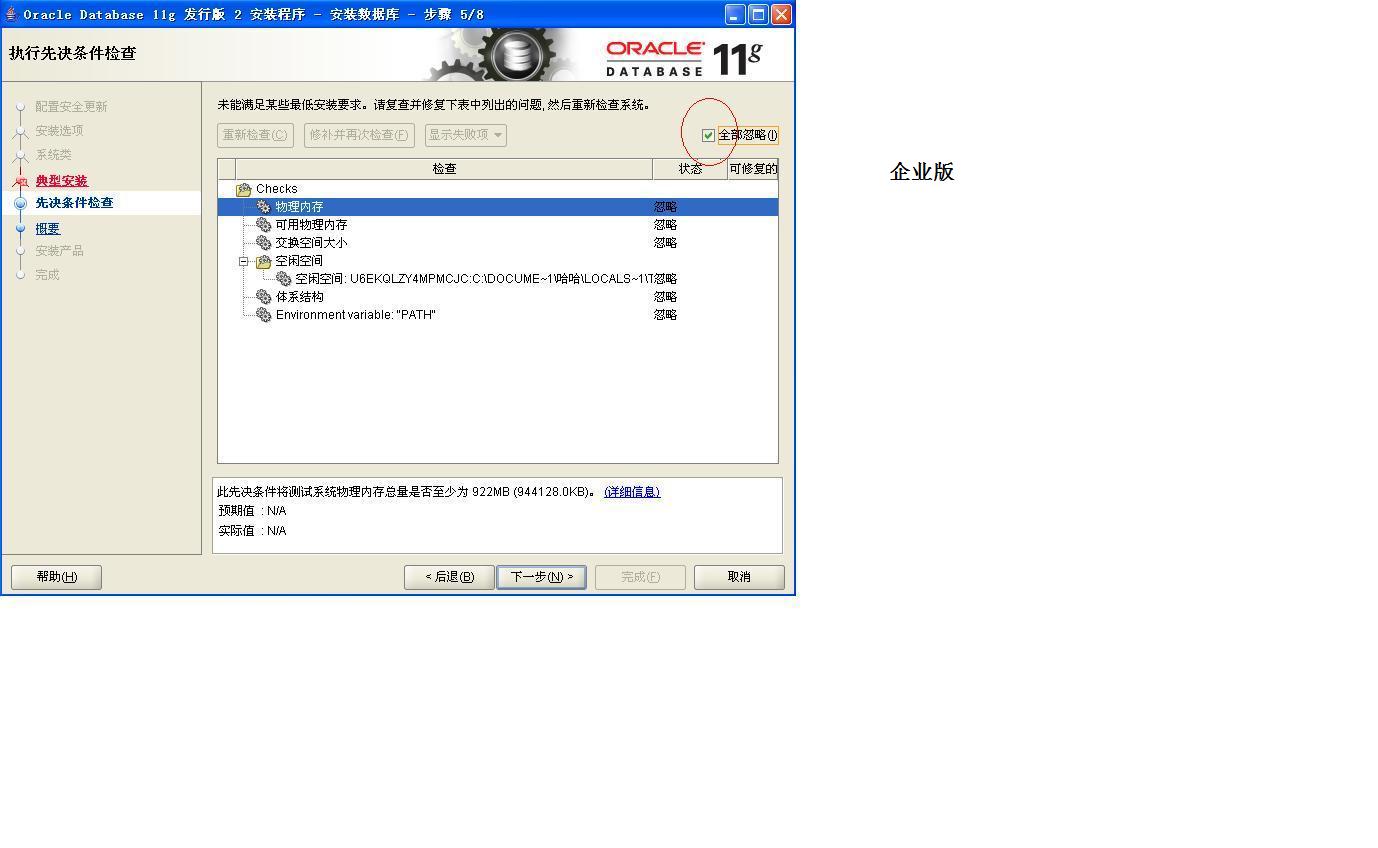 Oracle Database 11g 发行版 2 安装程序 - 安装数据库 - 步骤 5/8
执行先决条件检查
ORACLE
DATABASE
11g
配置安全更新
安装选项
系统类
典型安装
先决条件检查
概要
安装产品
完成
未能满足某些最低安装要求。请复查并修复下表中列出的问题, 然后重新检查系统。
重新检查(C) 修补并再次检查(F) 显示失败项 全部忽略(I)
检查 状态 可修复的
Checks
物理内存 忽略
可用物理内存 忽略
交换空间大小 忽略
空闲空间
空闲空间: U6EKQLZY4MPMCJC:C:\DOCUME~1\哈哈\LOCALS~1\T 忽略
体系结构 忽略
Environment variable: "PATH" 忽略
此先决条件将测试系统物理内存总量是否至少为 922MB (944128.0KB)。 (详细信息)
预期值 : N/A
实际值 : N/A
帮助(H) < 后退(B) 下一步(N) > 完成(F) 取消
企业版